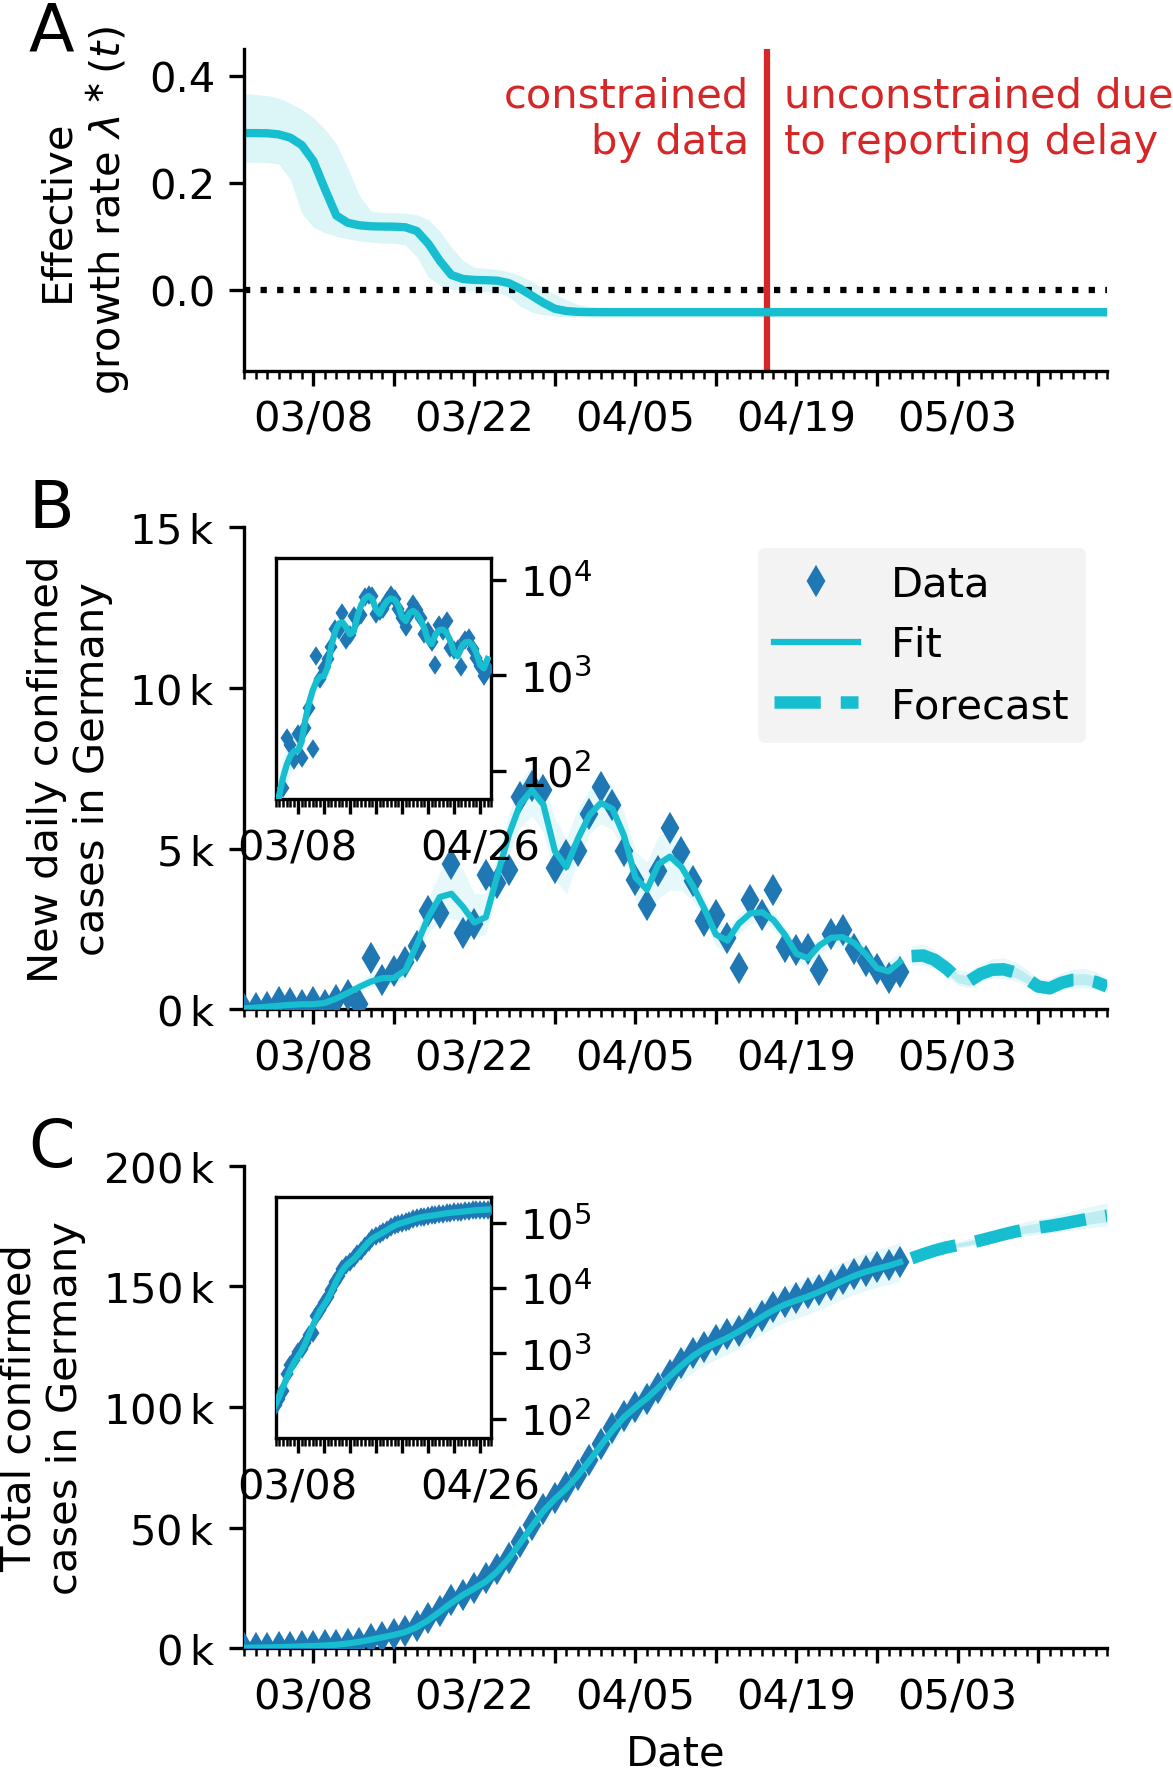 A
Effective
growth rate λ * (t)
0.4
0.2
0.0
constrained
by data
unconstrained due
to reporting delay
03/08 03/22 04/05 04/19 05/03
B
New daily confirmed
cases in Germany
15 k
10 k
5 k
0 k
10⁴
10³
10²
03/08 04/26
Data
Fit
Forecast
03/08 03/22 04/05 04/19 05/03
C
Total confirmed
cases in Germany
200 k
150 k
100 k
50 k
0 k
10⁵
10⁴
10³
10²
03/08 04/26
03/08 03/22 04/05 04/19 05/03
Date